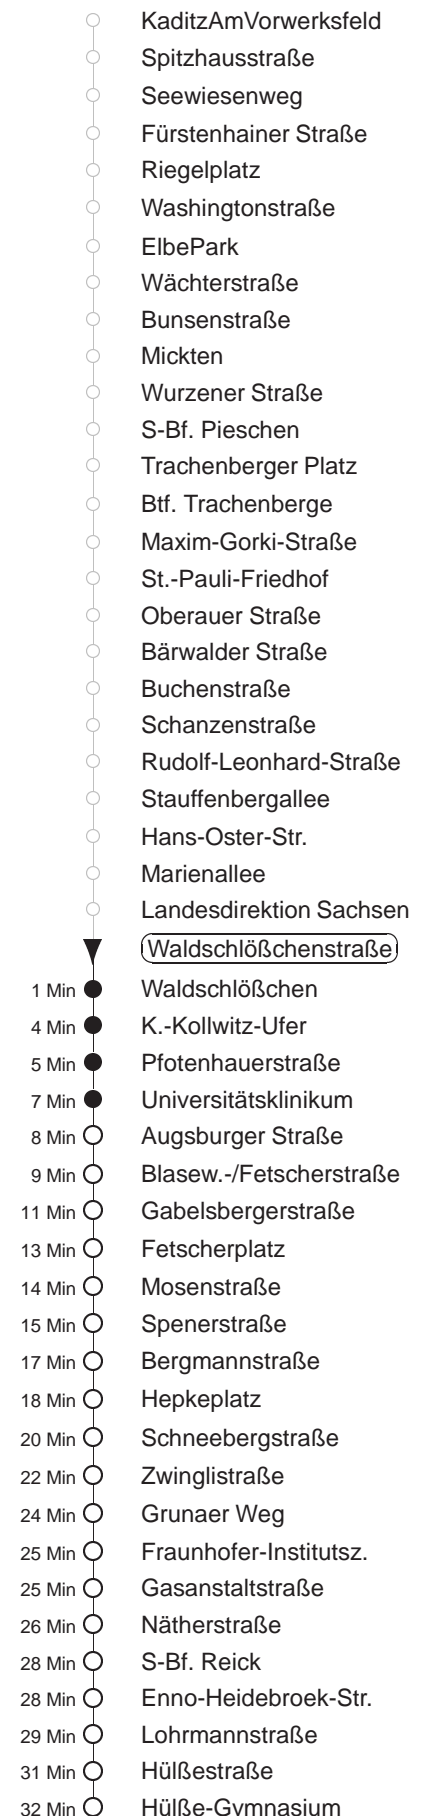 KaditzAmVorwerksfeld
Spitzhausstraße
Seewiesenweg
Fürstenhainer Straße
Riegelplatz
Washingtonstraße
ElbePark
Wächterstraße
Bunsenstraße
Mickten
Wurzener Straße
S-Bf. Pieschen
Trachenberger Platz
Btf. Trachenberge
Maxim-Gorki-Straße
St.-Pauli-Friedhof
Oberauer Straße
Bärwalder Straße
Buchenstraße
Schanzenstraße
Rudolf-Leonhard-Straße
Stauffenbergallee
Hans-Oster-Str.
Marienallee
Landesdirektion Sachsen
Waldschlößchenstraße
1 Min Waldschlößchen
4 Min K.-Kollwitz-Ufer
5 Min Pfotenhauerstraße
7 Min Universitätsklinikum
8 Min Augsburger Straße
9 Min Blasew.-/Fetscherstraße
11 Min Gabelsbergerstraße
13 Min Fetscherplatz
14 Min Mosenstraße
15 Min Spenerstraße
17 Min Bergmannstraße
18 Min Hepkeplatz
20 Min Schneebergstraße
22 Min Zwinglistraße
24 Min Grunaer Weg
25 Min Fraunhofer-Institutsz.
25 Min Gasanstaltstraße
26 Min Nätherstraße
28 Min S-Bf. Reick
28 Min Enno-Heidebroek-Str.
29 Min Lohrmannstraße
31 Min Hülßestraße
32 Min Hülße-Gymnasium